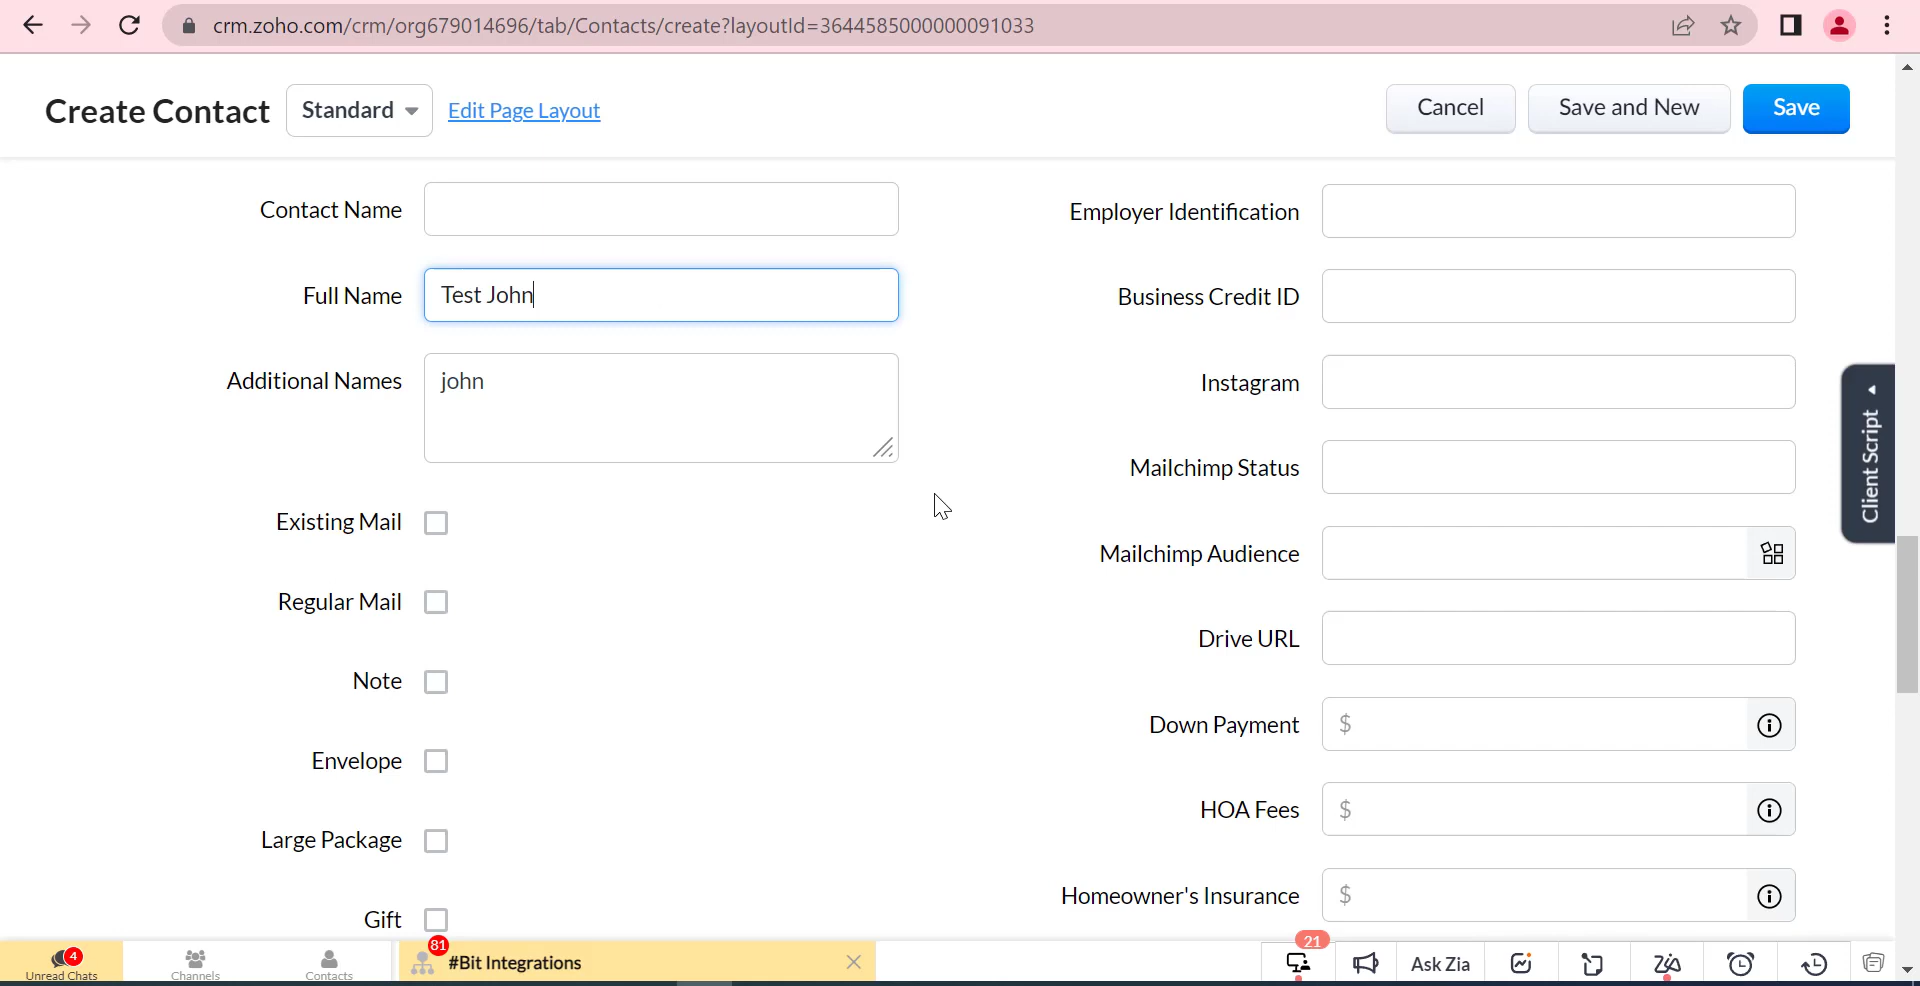 crm.zoho.com/crm/org679014696/tab/Contacts/create?layoutId=3644585000000091033
Create Contact Standard Edit Page Layout Cancel Save and New Save
Contact Name
Full Name Test John
Additional Names john
Existing Mail
Regular Mail
Note
Envelope
Large Package
Gift
Employer Identification
Business Credit ID
Instagram
Mailchimp Status
Mailchimp Audience
Drive URL
Down Payment $
HOA Fees $
Homeowner's Insurance $
Client Script
4
Unread Chats
Channels
Contacts
81
#Bit Integrations
21
Ask Zia